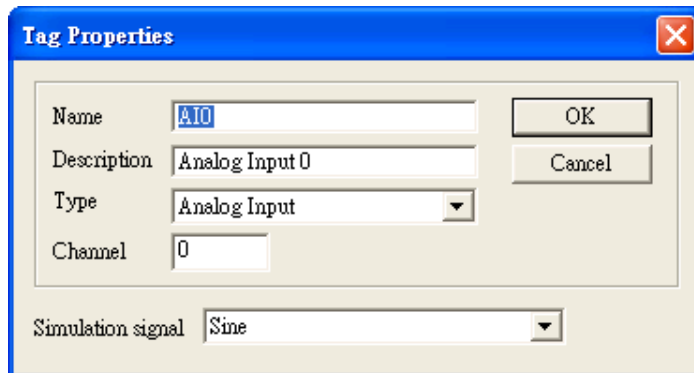 Tag Properties
Name AI0 OK
Description Analog Input 0 Cancel
Type Analog Input
Channel 0
Simulation signal Sine